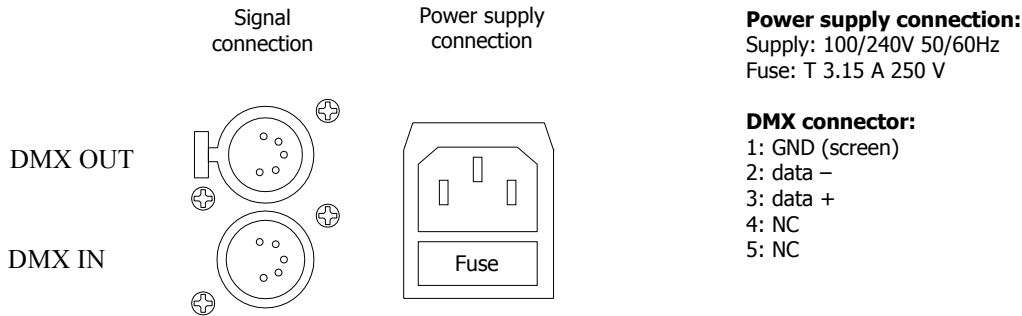 Signal
connection
Power supply
connection
DMX OUT
DMX IN
Fuse
Power supply connection:
Supply: 100/240V 50/60Hz
Fuse: T 3.15 A 250 V
DMX connector:
1: GND (screen)
2: data –
3: data +
4: NC
5: NC